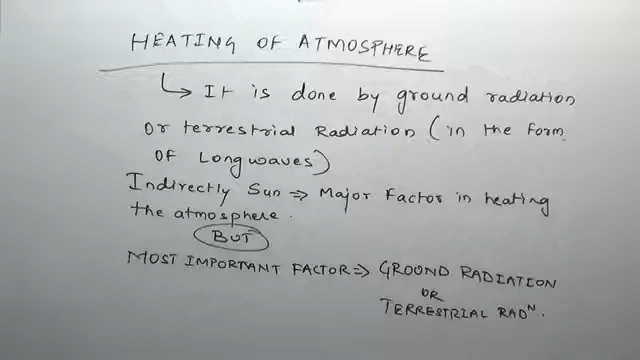 HEATING OF ATMOSPHERE
↳ It is done by ground radiation
or terrestrial Radiation (in the form
of Longwaves)
Indirectly Sun ⇒ Major Factor in heating
the atmosphere.
BUT
MOST IMPORTANT FACTOR ⇒ GROUND RADIATION
OR
TERRESTRIAL RADᴺ.